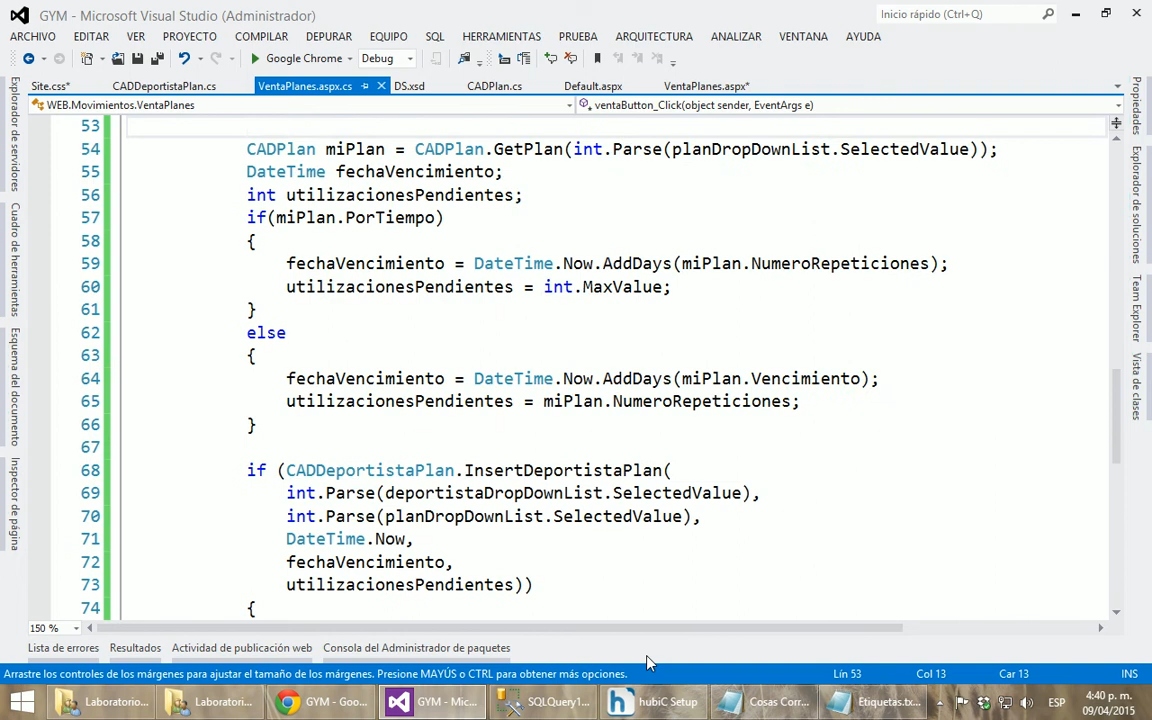 GYM - Microsoft Visual Studio (Administrador)
Inicio rápido (Ctrl+Q)
ARCHIVO EDITAR VER PROYECTO COMPILAR DEPURAR EQUIPO SQL HERRAMIENTAS PRUEBA ARQUITECTURA ANALIZAR VENTANA AYUDA
Google Chrome Debug
Site.css* CADDeportistaPlan.cs VentaPlanes.aspx.cs DS.xsd CADPlan.cs Default.aspx VentaPlanes.aspx*
WEB.Movimientos.VentaPlanes ventaButton_Click(object sender, EventArgs e)
Explorador de servidores
Cuadro de herramientas
Esquema del documento
Inspector de página
53
54 CADPlan miPlan = CADPlan.GetPlan(int.Parse(planDropDownList.SelectedValue));
55 DateTime fechaVencimiento;
56 int utilizacionesPendientes;
57 if(miPlan.PorTiempo)
58 {
59 fechaVencimiento = DateTime.Now.AddDays(miPlan.NumeroRepeticiones);
60 utilizacionesPendientes = int.MaxValue;
61 }
62 else
63 {
64 fechaVencimiento = DateTime.Now.AddDays(miPlan.Vencimiento);
65 utilizacionesPendientes = miPlan.NumeroRepeticiones;
66 }
67
68 if (CADDeportistaPlan.InsertDeportistaPlan(
69 int.Parse(deportistaDropDownList.SelectedValue),
70 int.Parse(planDropDownList.SelectedValue),
71 DateTime.Now,
72 fechaVencimiento,
73 utilizacionesPendientes))
74 {
Propiedades
Explorador de soluciones
Team Explorer
Vista de clases
150 %
Lista de errores Resultados Actividad de publicación web Consola del Administrador de paquetes
Arrastre los controles de los márgenes para ajustar el tamaño de los márgenes. Presione MAYÚS o CTRL para obtener más opciones. Lín 53 Col 13 Car 13 INS
Laboratorio... Laboratori... GYM - Goo... GYM - Mic... SQLQuery1... hubiC Setup Cosas Corr... Etiquetas.tx... ESP 4:40 p. m.
09/04/2015